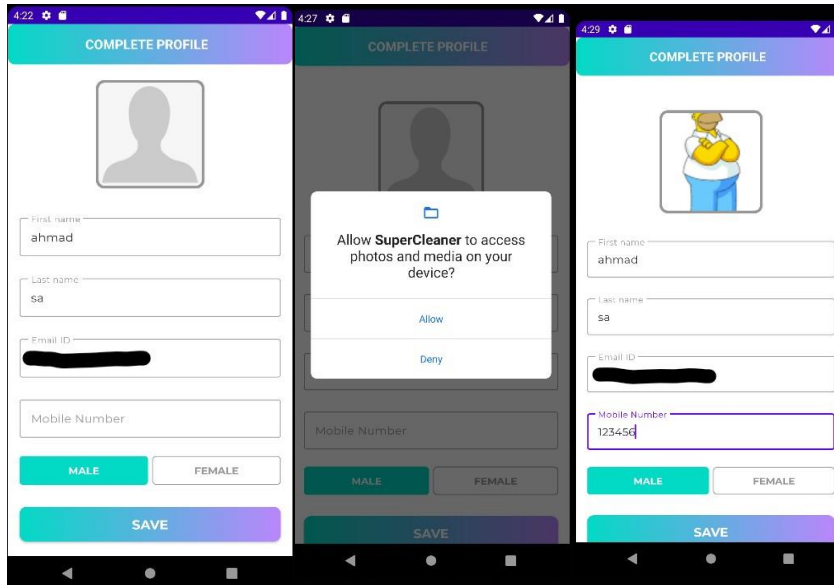 4:22
COMPLETE PROFILE
First name
ahmad
Last name
sa
Email ID
Mobile Number
MALE FEMALE
SAVE
4:27
COMPLETE PROFILE
Allow SuperCleaner to access
photos and media on your
device?
Allow
Deny
Mobile Number
MALE FEMALE
SAVE
4:29
COMPLETE PROFILE
First name
ahmad
Last name
sa
Email ID
Mobile Number
123456
MALE FEMALE
SAVE